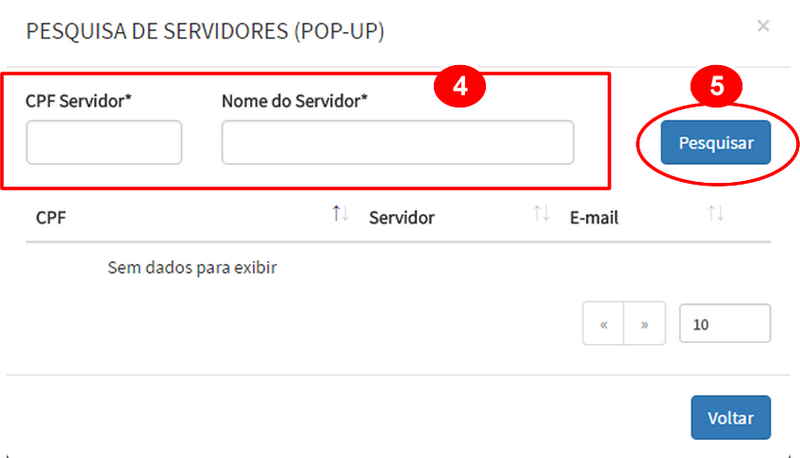 PESQUISA DE SERVIDORES (POP-UP) ×
4 5
CPF Servidor* Nome do Servidor*
Pesquisar
CPF ↑↓ Servidor ↑↓ E-mail ↑↓
Sem dados para exibir
« » 10
Voltar